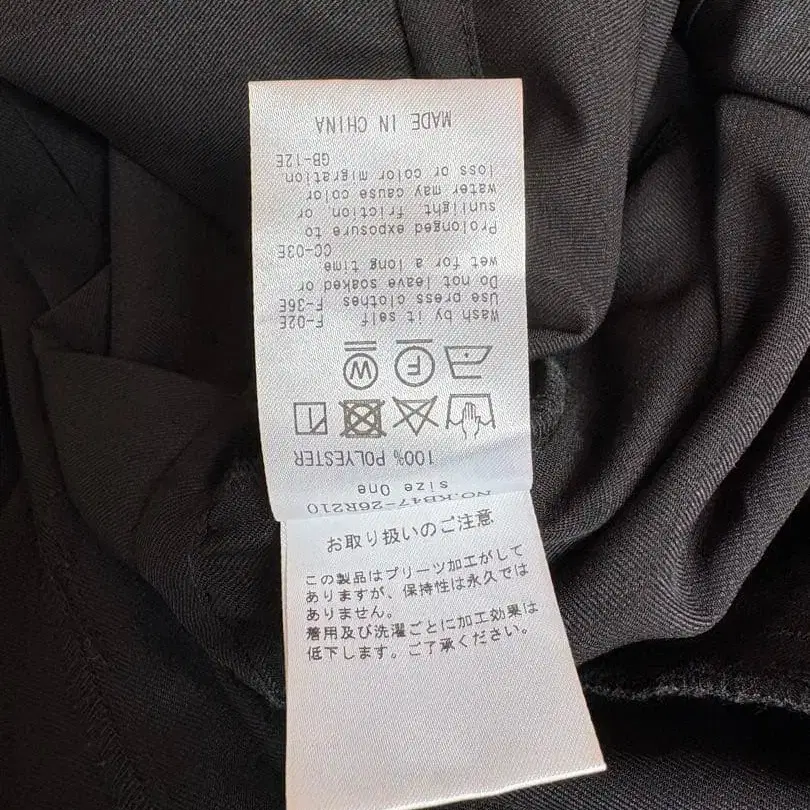 NO.KB47-26R210
size One
100% POLYESTER
Wash by it self F-02E
Use press clothes F-36E
Do not leave soaked or
wet for a long time
CC-03E
Prolonged exposure to
sunlight, friction, or
water may cause color
loss or color migration.
GB-12E
MADE IN CHINA
お取り扱いのご注意
この製品はプリーツ加工がして
ありますが、保持性は永久では
ありません。
着用及び洗濯ごとに加工効果は
低下します。ご了承ください。